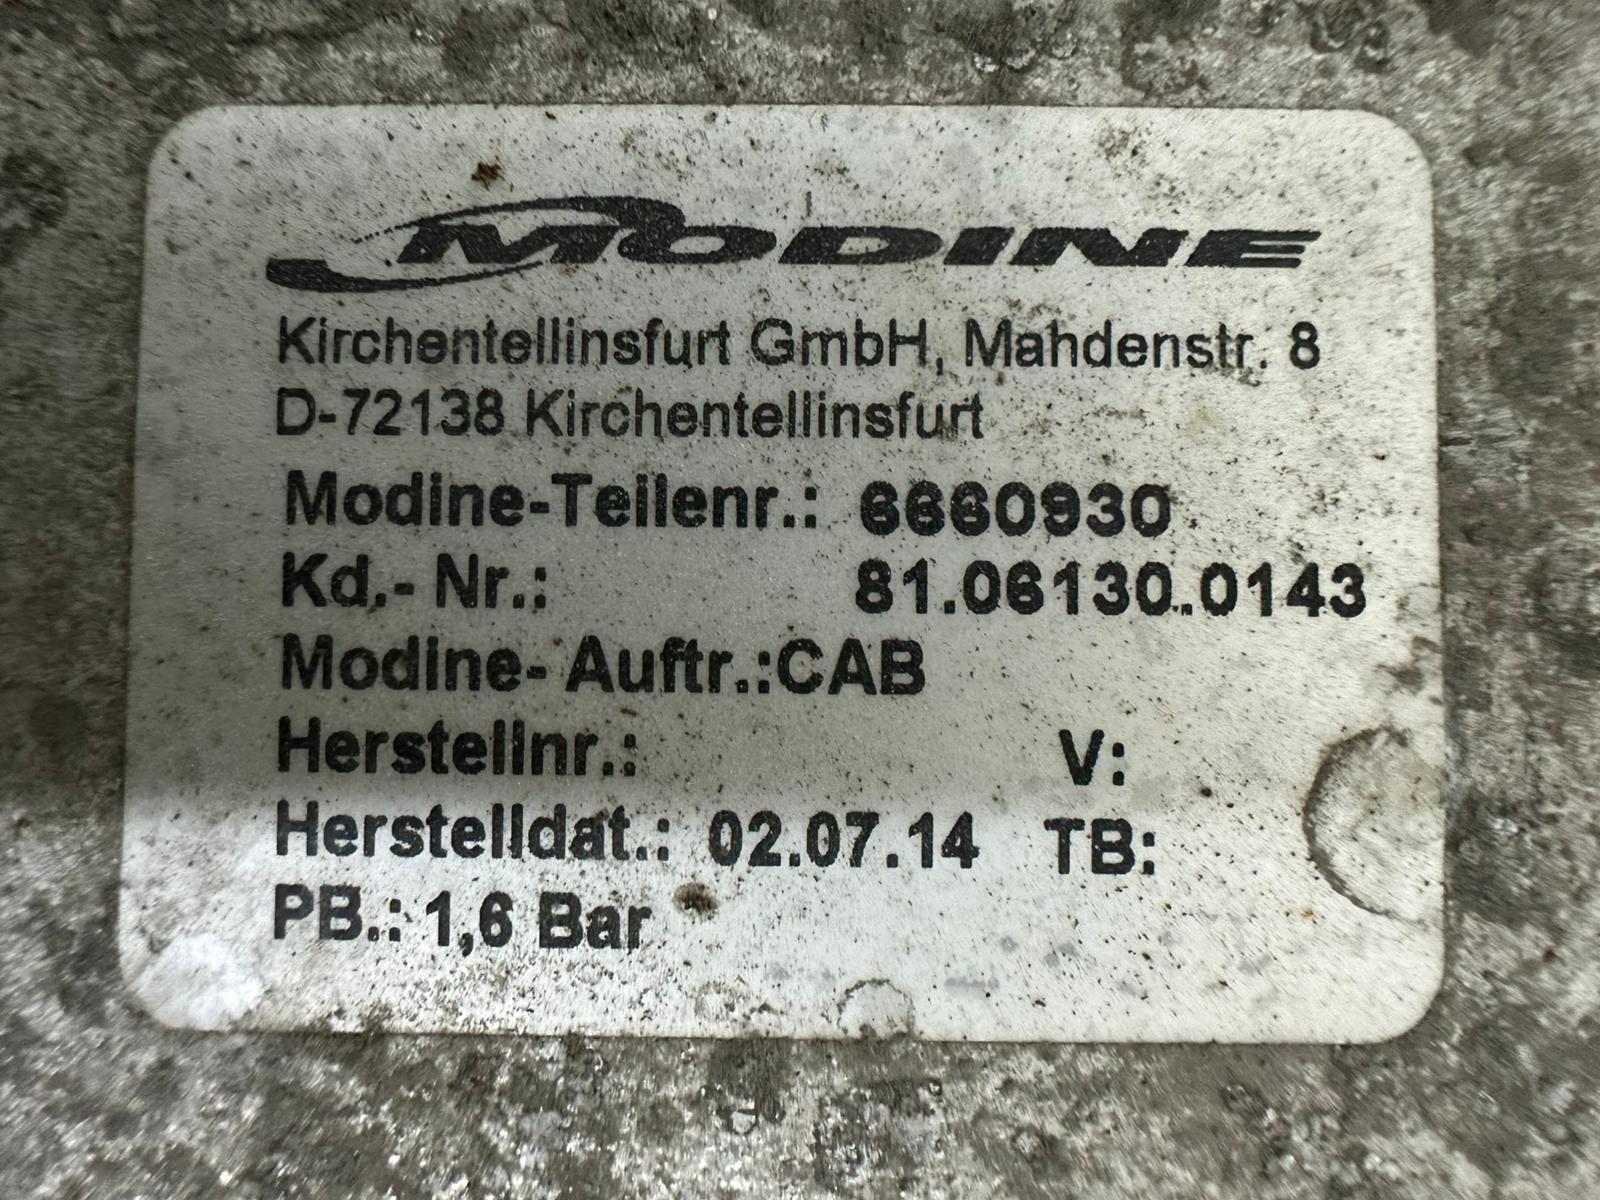 MODINE
Kirchentellinsfurt GmbH, Mahdenstr. 8
D-72138 Kirchentellinsfurt
Modine-Teilenr.: 6660930
Kd.- Nr.: 81.06130.0143
Modine- Auftr.:CAB
Herstellnr.: V:
Herstelldat.: 02.07.14 TB:
PB.: 1,6 Bar